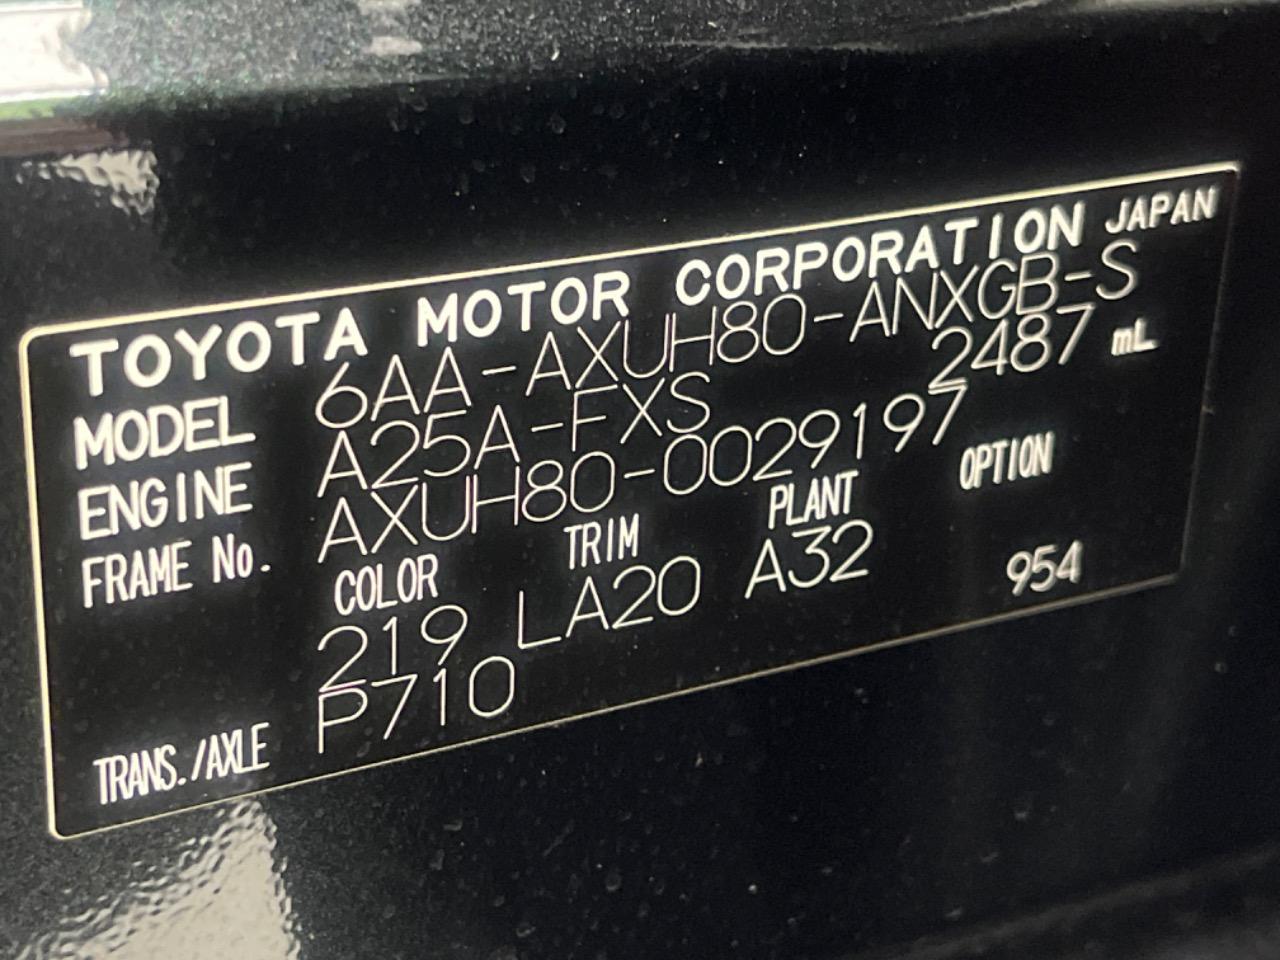 TOYOTA MOTOR CORPORATION JAPAN
MODEL 6AA-AXUH80-ANXGB-S
ENGINE A25A-FXS 2487 mL
FRAME No. AXUH80-0029197
COLOR TRIM PLANT OPTION
219 LA20 A32 954
TRANS./AXLE P710